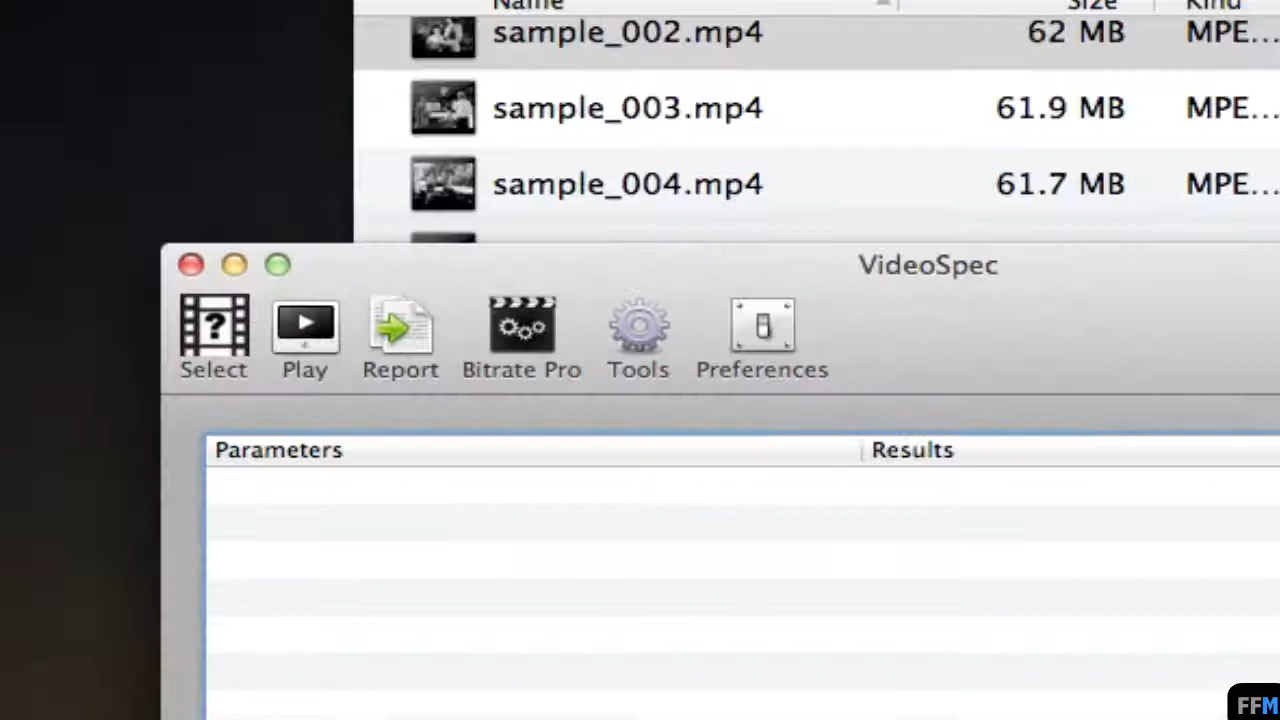 Name Size Kind
sample_002.mp4 62 MB MPE...
sample_003.mp4 61.9 MB MPE...
sample_004.mp4 61.7 MB MPE...
VideoSpec
?
Select Play Report Bitrate Pro Tools Preferences
Parameters Results
FFM